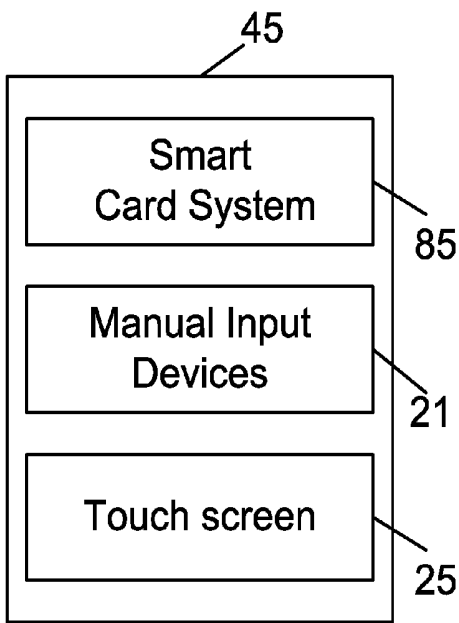 45
Smart
Card System
85
Manual Input
Devices
21
Touch screen
25